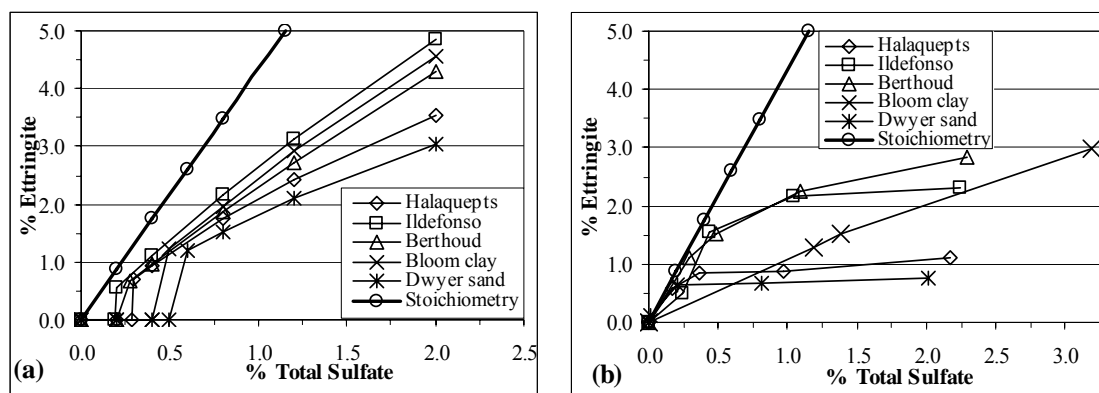 5.0
4.0
3.0
2.0
1.0
0.0
% Ettringite
0.0 0.5 1.0 1.5 2.0 2.5
% Total Sulfate
Halaquepts
Ildefonso
Berthoud
Bloom clay
Dwyer sand
Stoichiometry
(a)
5.0
4.0
3.0
2.0
1.0
0.0
% Ettringite
0.0 0.5 1.0 1.5 2.0 2.5 3.0
% Total Sulfate
Halaquepts
Ildefonso
Berthoud
Bloom clay
Dwyer sand
Stoichiometry
(b)